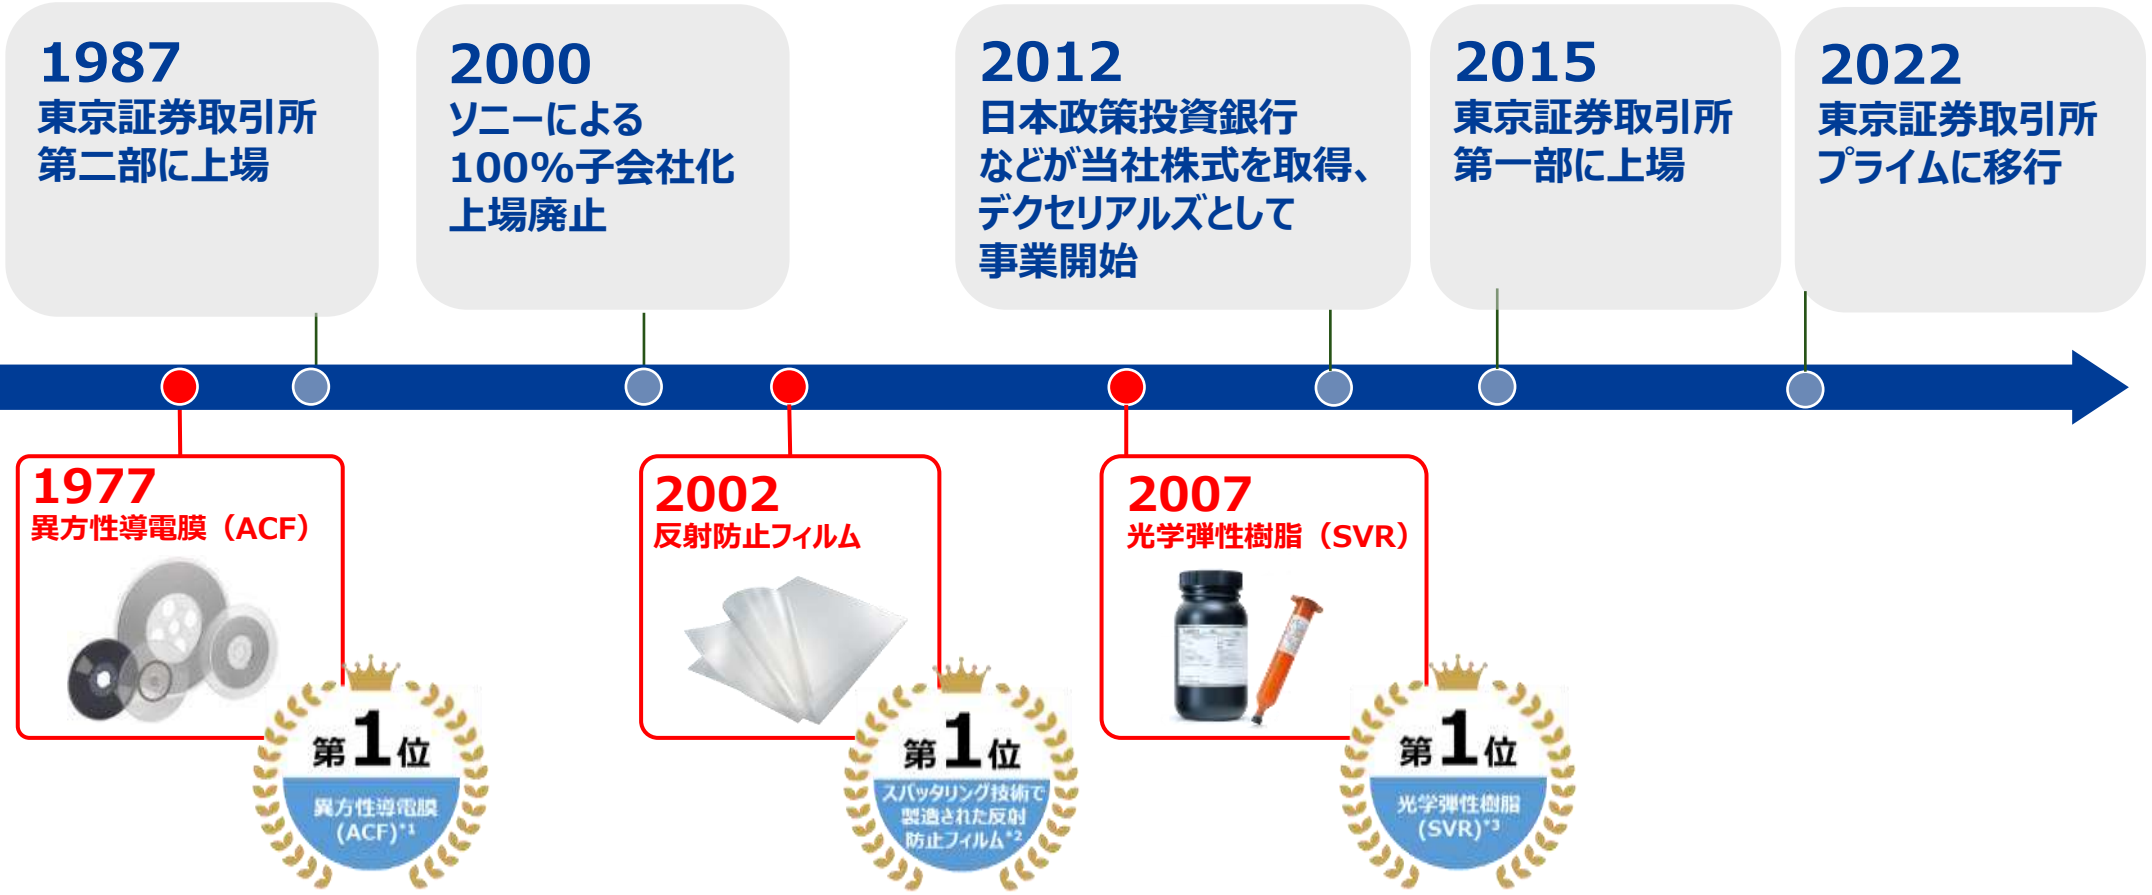 1987
東京証券取引所
第二部に上場
2000
ソニーによる
100%子会社化
上場廃止
2012
日本政策投資銀行
などが当社株式を取得、
デクセリアルズとして
事業開始
2015
東京証券取引所
第一部に上場
2022
東京証券取引所
プライムに移行
1977
異方性導電膜（ACF）
第1位
異方性導電膜
(ACF)*1
2002
反射防止フィルム
第1位
スパッタリング技術で
製造された反射
防止フィルム*2
2007
光学弾性樹脂（SVR）
第1位
光学弾性樹脂
(SVR)*3